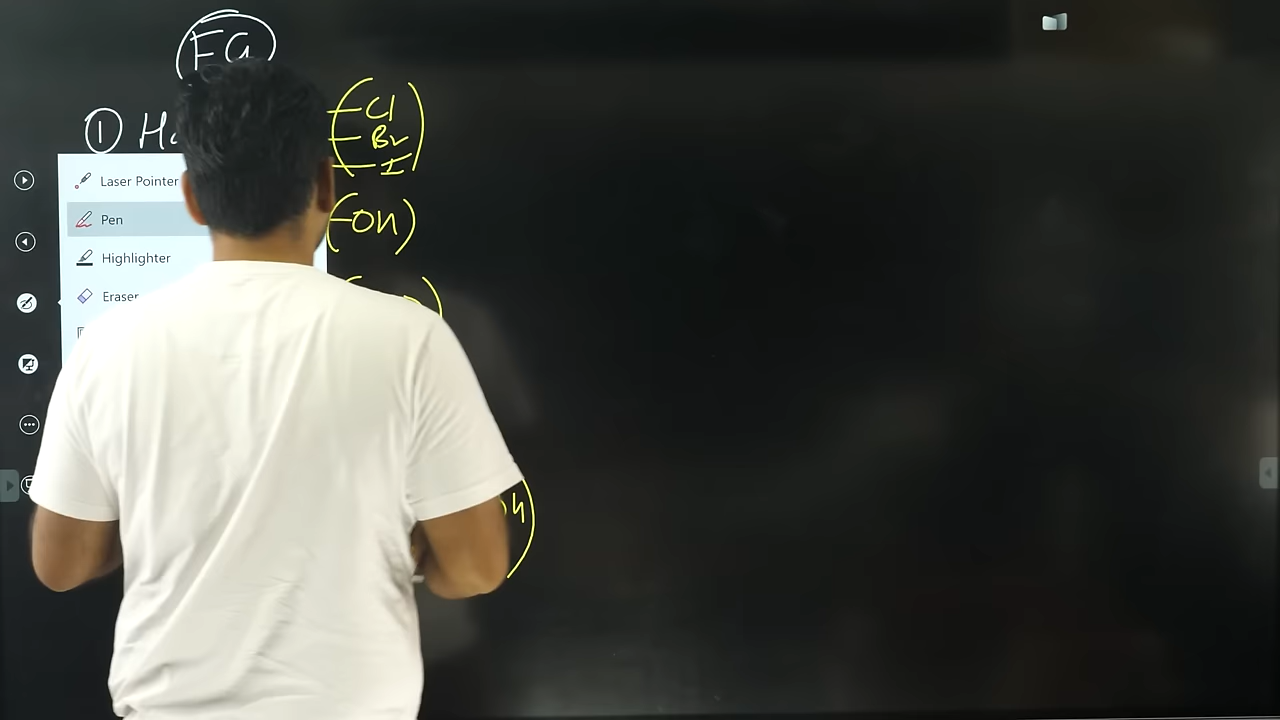 FG
① Ha
-Cl
-Br
-I
Laser Pointer
(-OH)
Pen
Highlighter
Eraser